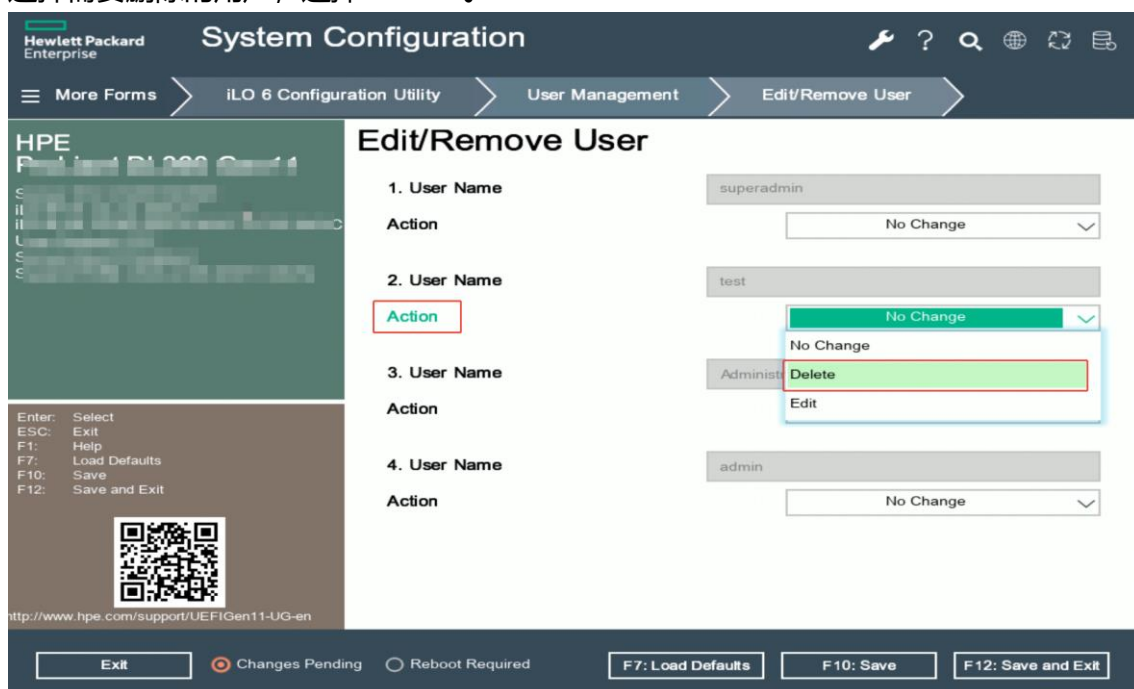 Hewlett Packard
Enterprise
System Configuration
More Forms
iLO 6 Configuration Utility
User Management
Edit/Remove User
HPE
Edit/Remove User
1. User Name
superadmin
Action
No Change
2. User Name
test
Action
No Change
No Change
Delete
Edit
3. User Name
Action
4. User Name
admin
Action
No Change
Enter: Select
ESC: Exit
F1: Help
F7: Load Defaults
F10: Save
F12: Save and Exit
http://www.hpe.com/support/UEFIGen11-UG-en
Exit
Changes Pending
Reboot Required
F7: Load Defaults
F10: Save
F12: Save and Exit